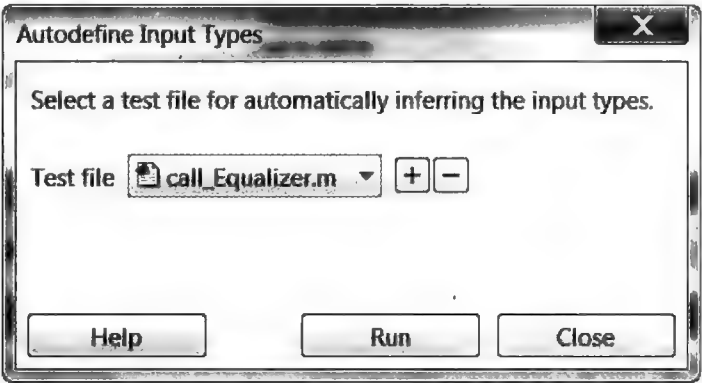 Autodefine Input Types
X
Select a test file for automatically inferring the input types.
Test file call_Equalizer.m + −
Help Run Close